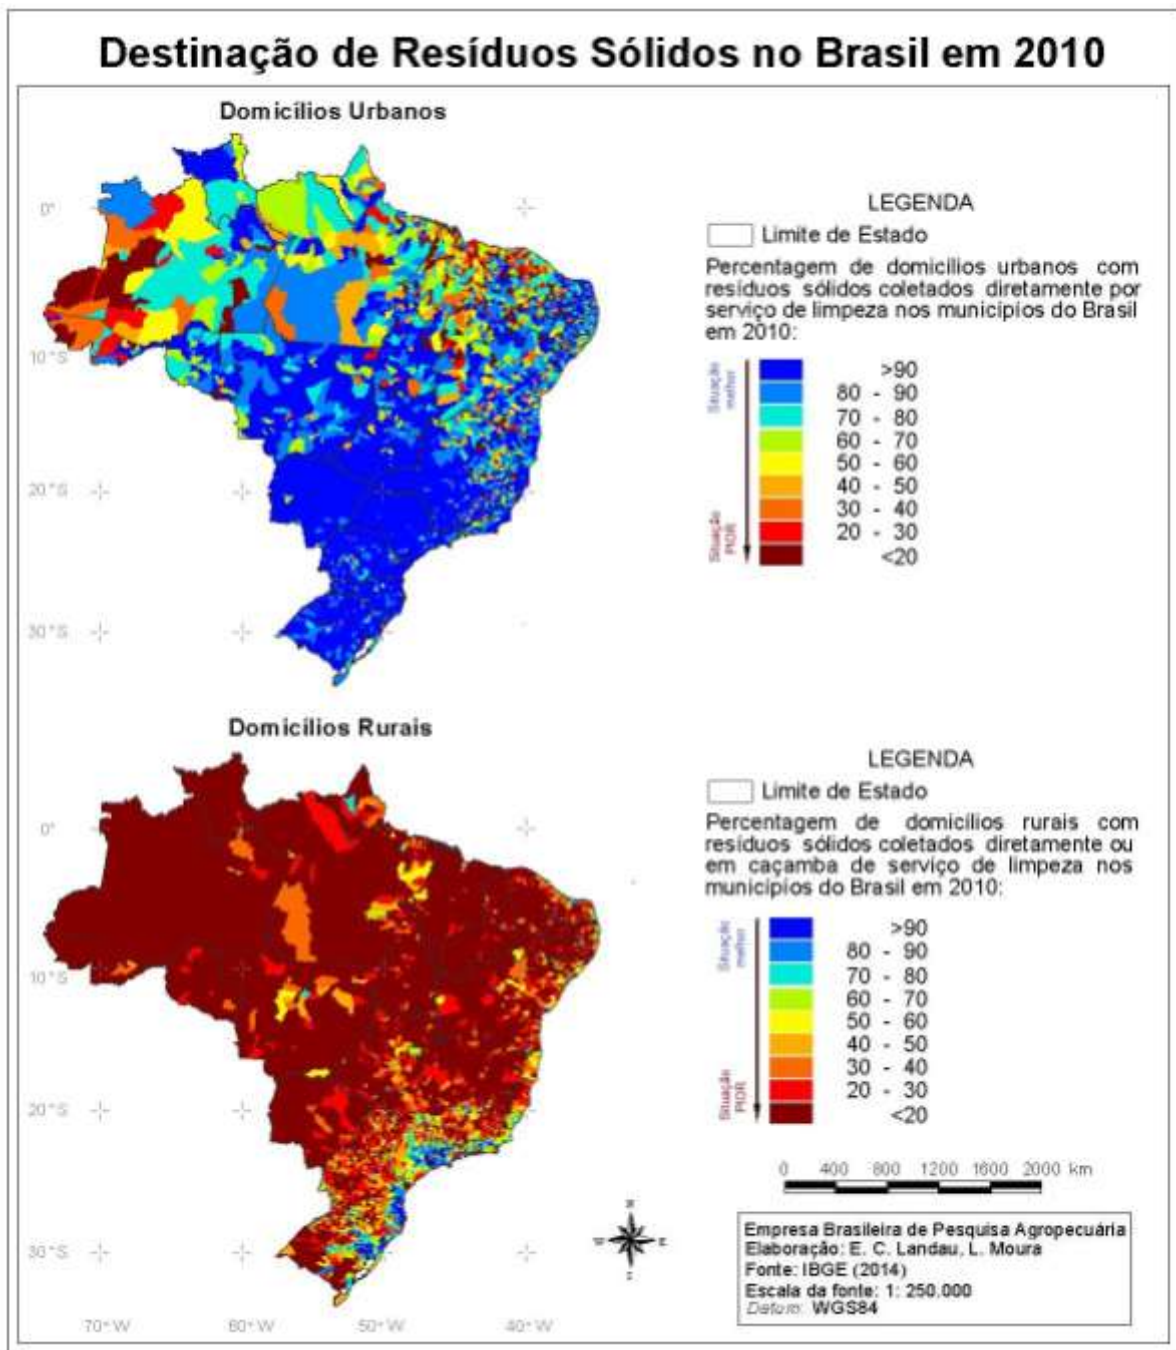 Destinação de Resíduos Sólidos no Brasil em 2010
Domicílios Urbanos
0°
10°S
20°S
30°S
LEGENDA
Limite de Estado
Percentagem de domicílios urbanos com
resíduos sólidos coletados diretamente por
serviço de limpeza nos municípios do Brasil
em 2010:
Situação
melhor
Situação
PIOR
>90
80 - 90
70 - 80
60 - 70
50 - 60
40 - 50
30 - 40
20 - 30
<20
Domicílios Rurais
0°
10°S
20°S
30°S
70°W
60°W
50°W
40°W
LEGENDA
Limite de Estado
Percentagem de domicílios rurais com
resíduos sólidos coletados diretamente ou
em caçamba de serviço de limpeza nos
municípios do Brasil em 2010:
Situação
melhor
Situação
PIOR
>90
80 - 90
70 - 80
60 - 70
50 - 60
40 - 50
30 - 40
20 - 30
<20
0 400 800 1200 1600 2000 km
Empresa Brasileira de Pesquisa Agropecuária
Elaboração: E. C. Landau, L. Moura
Fonte: IBGE (2014)
Escala da fonte: 1: 250.000
Datum: WGS84